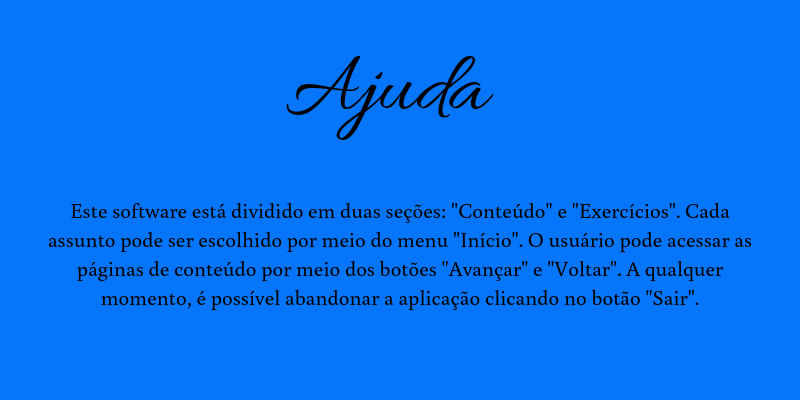 Ajuda
Este software está dividido em duas seções: "Conteúdo" e "Exercícios". Cada
assunto pode ser escolhido por meio do menu "Início". O usuário pode acessar as
páginas de conteúdo por meio dos botões "Avançar" e "Voltar". A qualquer
momento, é possível abandonar a aplicação clicando no botão "Sair".